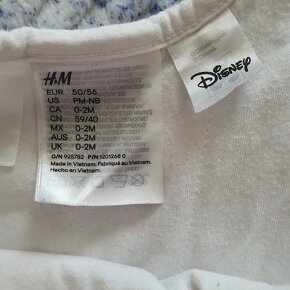 H&M
EUR 50/56
US PM-NB
CA 0-2M
CN 59/40
MX 0-2M
AUS 0-2M
UK 0-2M
O/N 925782 P/N 1201268 0
Made in Vietnam. Fabriqué au Vietnam.
Hecho en Vietnam.
Disney